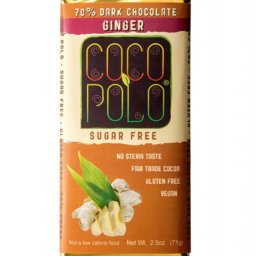 70% DARK CHOCOLATE
GINGER
COCO
POLO®
SUGAR FREE
NO STEVIA TASTE
FAIR TRADE COCOA
GLUTEN FREE
VEGAN
Not a low calorie food
Net Wt. 2.5oz. (71g)